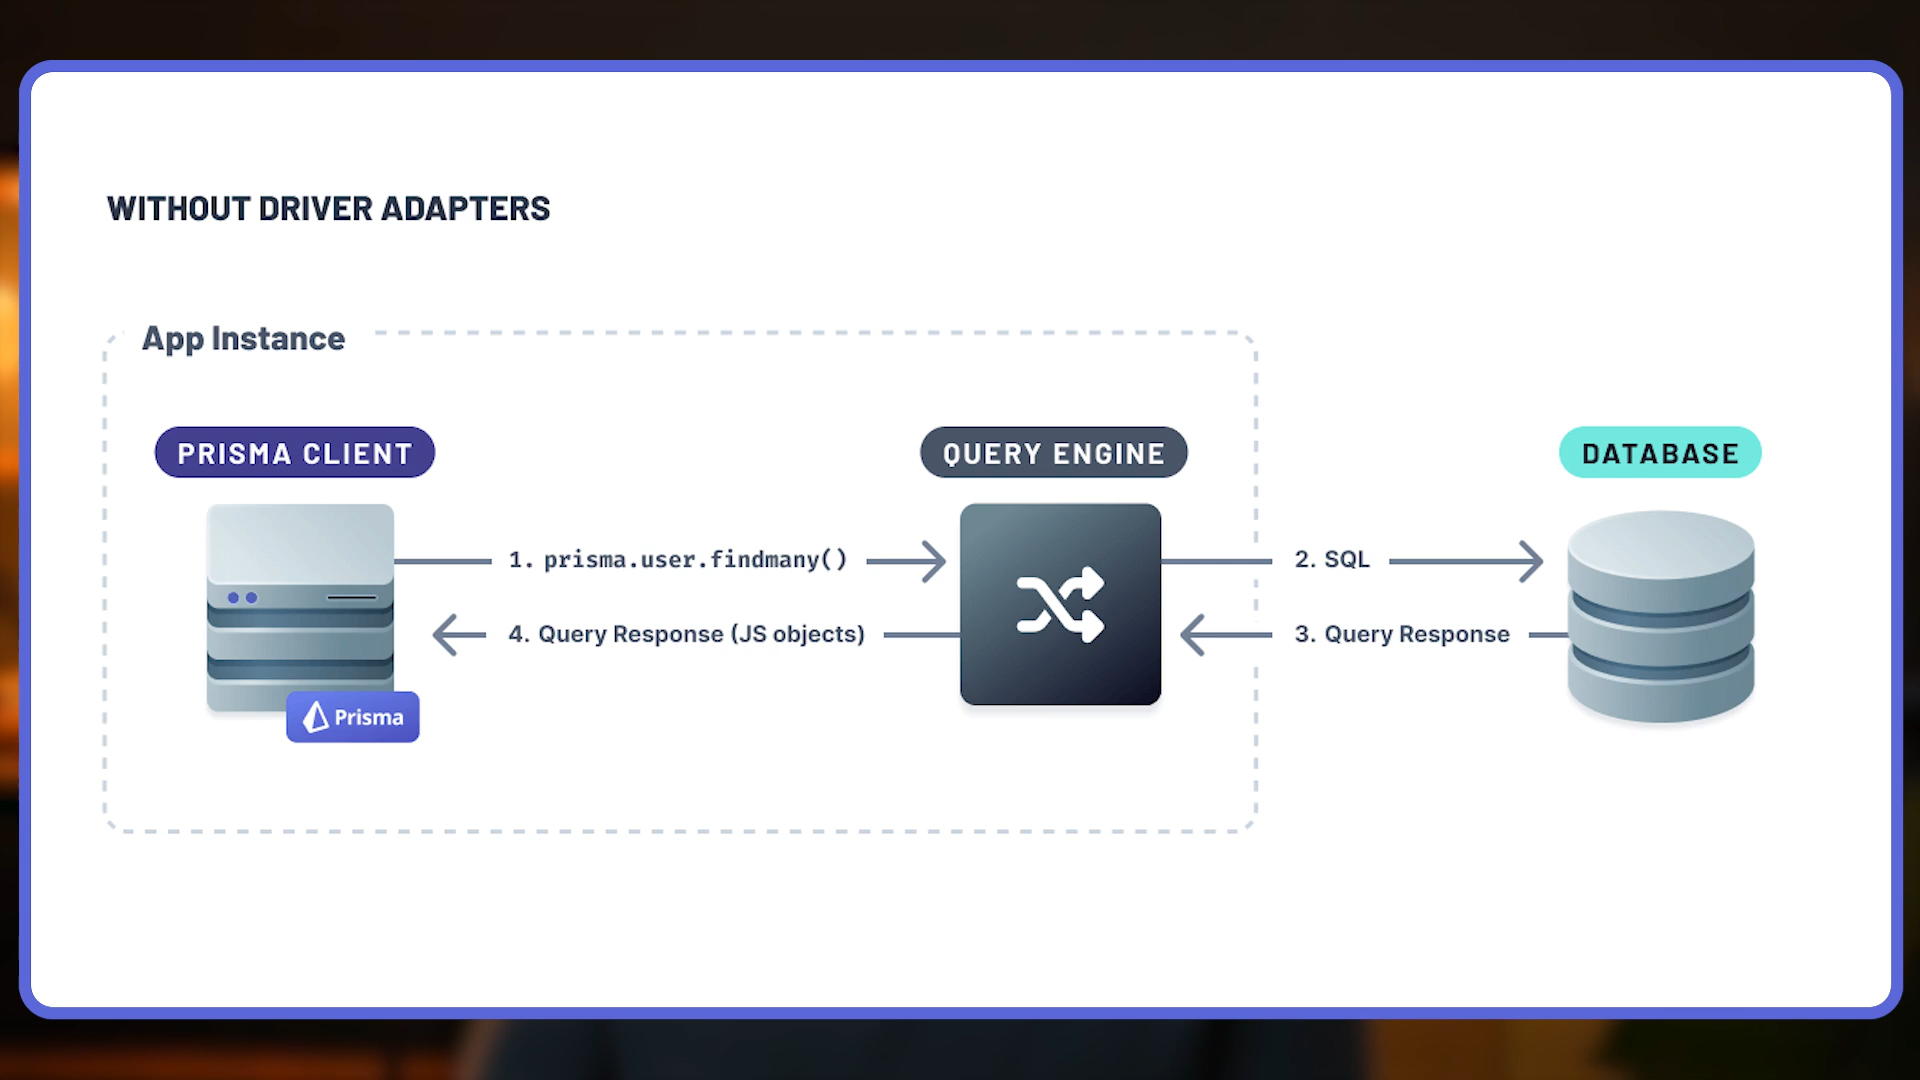 WITHOUT DRIVER ADAPTERS
App Instance
PRISMA CLIENT
QUERY ENGINE
DATABASE
1. prisma.user.findmany()
2. SQL
4. Query Response (JS objects)
3. Query Response
Prisma